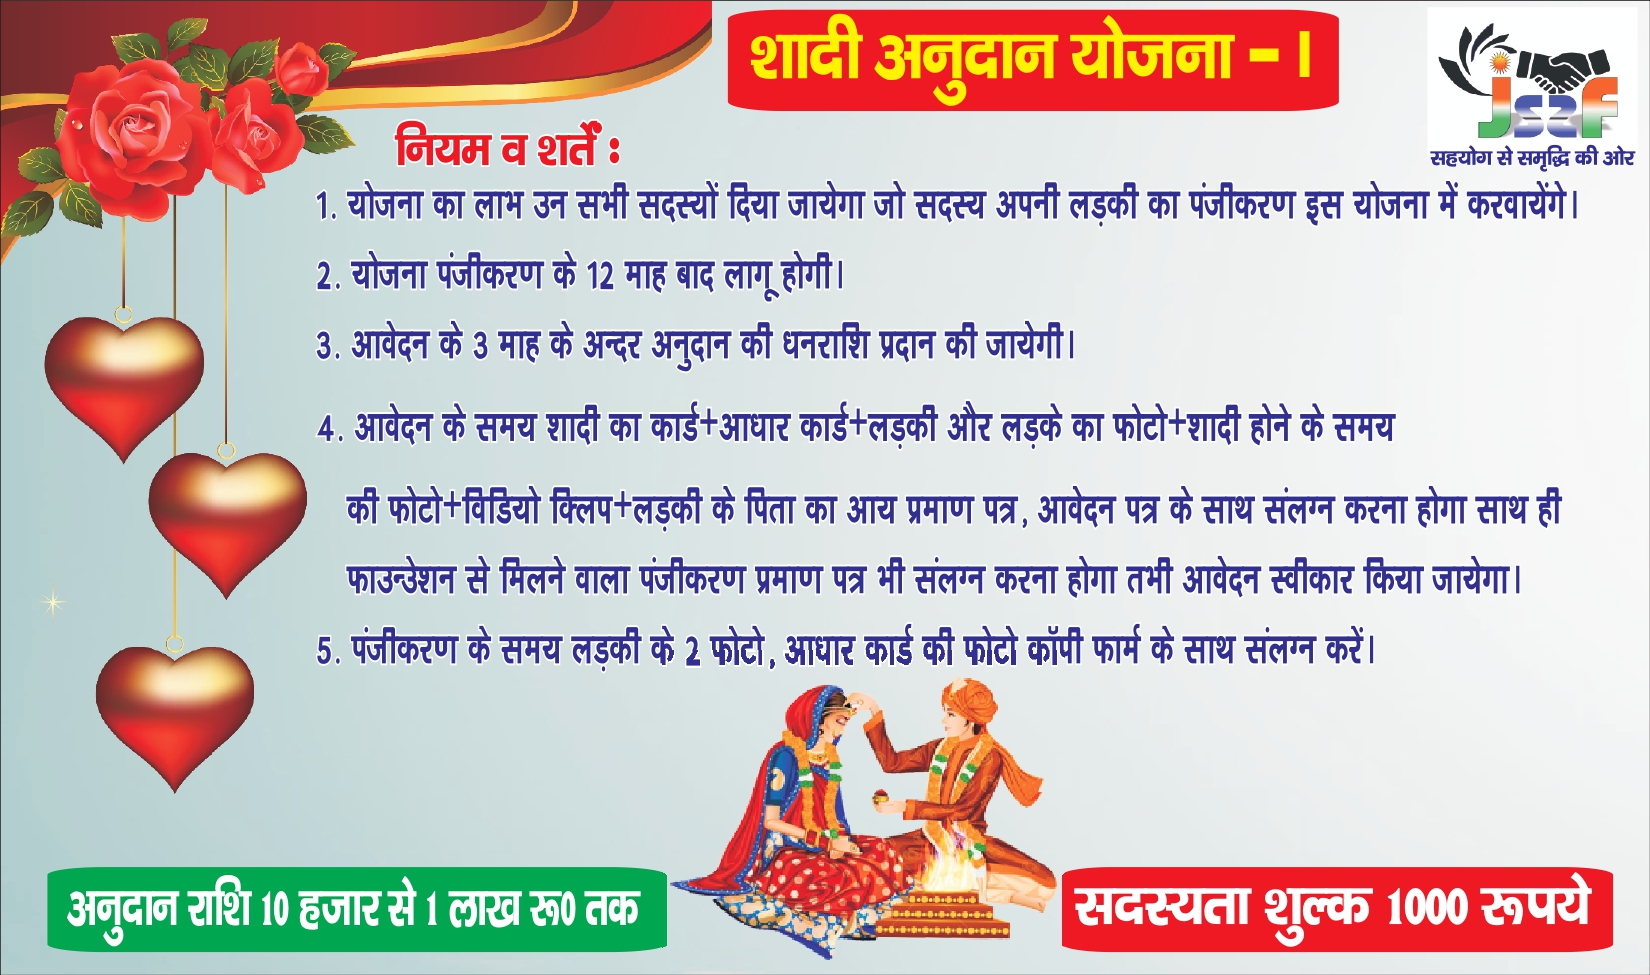 शादी अनुदान योजना - I
jssf
सहयोग से समृद्धि की ओर
नियम व शर्तें :
1. योजना का लाभ उन सभी सदस्यों दिया जायेगा जो सदस्य अपनी लड़की का पंजीकरण इस योजना में करवायेंगे।
2. योजना पंजीकरण के 12 माह बाद लागू होगी।
3. आवेदन के 3 माह के अन्दर अनुदान की धनराशि प्रदान की जायेगी।
4. आवेदन के समय शादी का कार्ड+आधार कार्ड+लड़की और लड़के का फोटो+शादी होने के समय
की फोटो+विडियो क्लिप+लड़की के पिता का आय प्रमाण पत्र, आवेदन पत्र के साथ संलग्न करना होगा साथ ही
फाउन्डेशन से मिलने वाला पंजीकरण प्रमाण पत्र भी संलग्न करना होगा तभी आवेदन स्वीकार किया जायेगा।
5. पंजीकरण के समय लड़की के 2 फोटो, आधार कार्ड की फोटो कॉपी फार्म के साथ संलग्न करें।
अनुदान राशि 10 हजार से 1 लाख रू0 तक
सदस्यता शुल्क 1000 रूपये